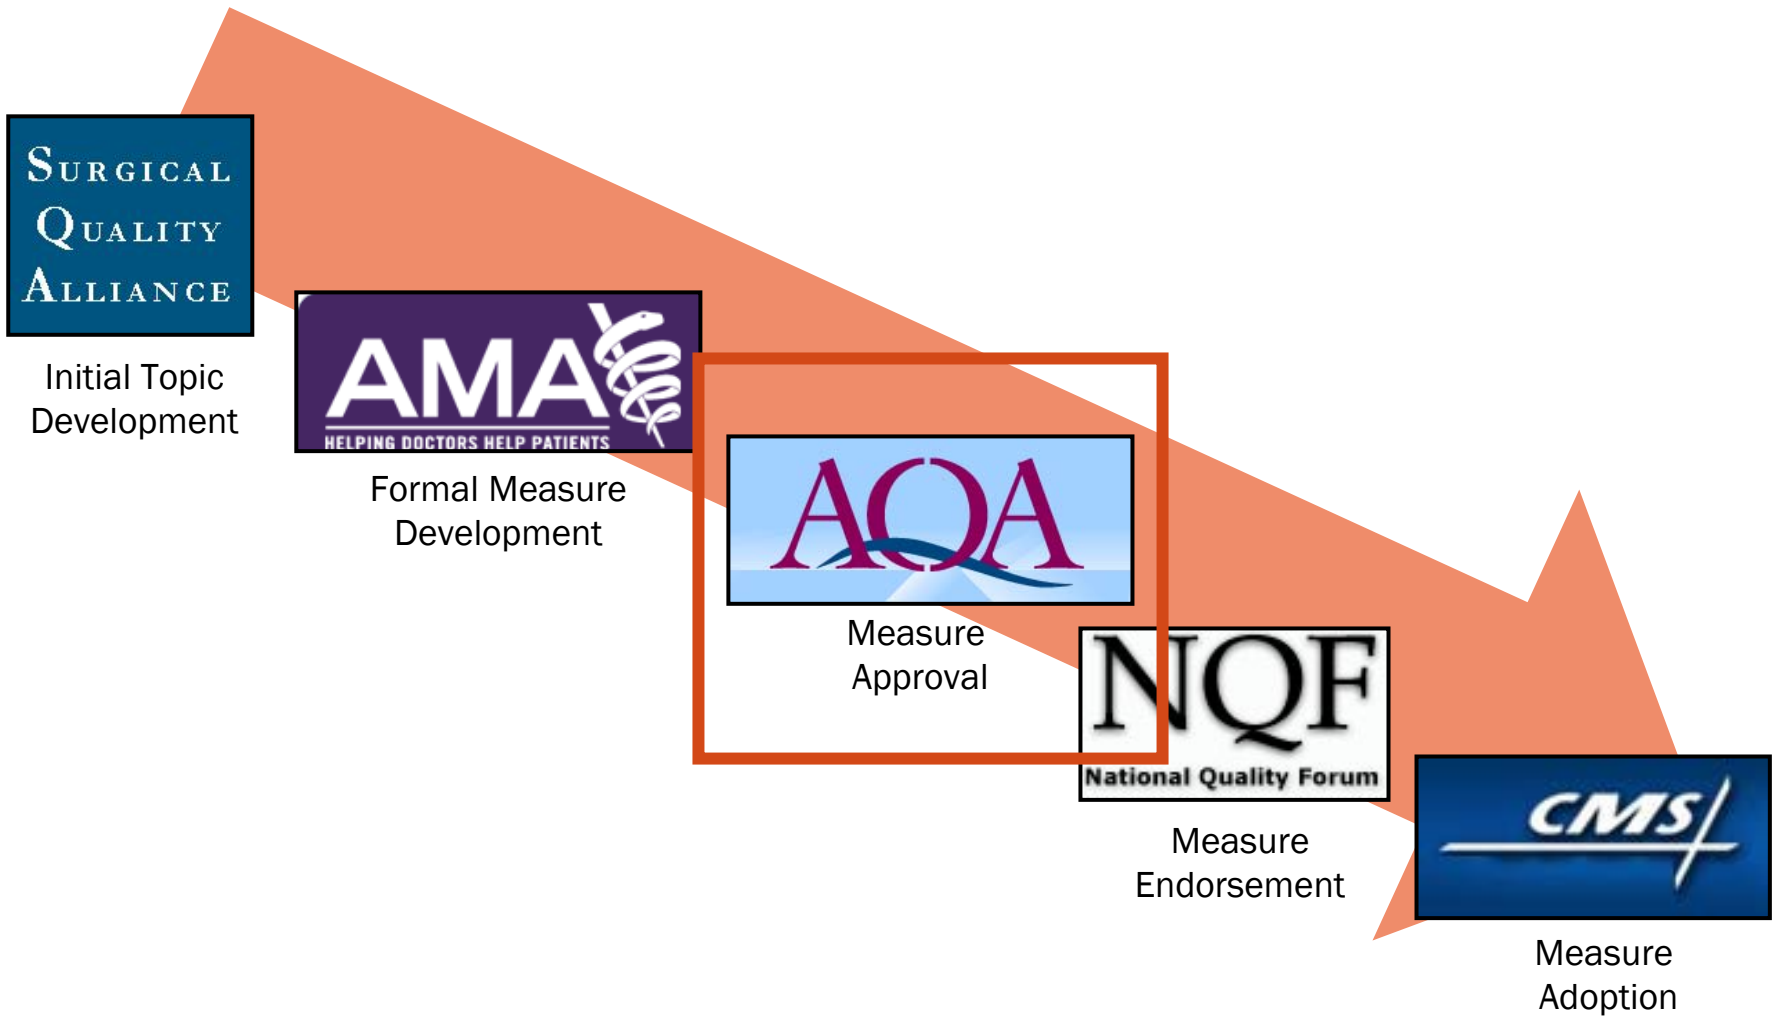 SURGICAL
QUALITY
ALLIANCE
Initial Topic
Development
AMA
HELPING DOCTORS HELP PATIENTS
Formal Measure
Development
AQA
Measure
Approval
NQF
National Quality Forum
Measure
Endorsement
CMS
Measure
Adoption